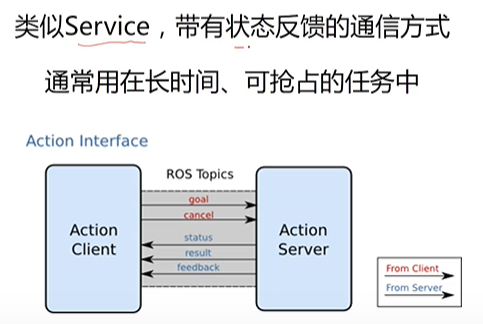 类似Service，带有状态反馈的通信方式
通常用在长时间、可抢占的任务中
Action Interface
ROS Topics
Action
Client
goal
cancel
status
result
feedback
Action
Server
From Client
From Server